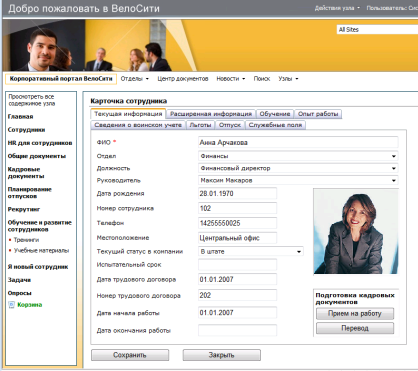 Добро пожаловать в ВелоСити
Действия узла
Пользователь: Сис
All Sites
Корпоративный портал ВелоСити Отделы Центр документов Новости Поиск Узлы
Просмотреть все
содержимое узла
Главная
Сотрудники
HR для сотрудников
Общие документы
Кадровые
документы
Планирование
отпусков
Рекрутинг
Обучение и развитие
сотрудников
Тренинги
Учебные материалы
Я новый сотрудник
Задачи
Опросы
Корзина
Карточка сотрудника
Текущая информация Расширенная информация Обучение Опыт работы
Сведения о воинском учете Льготы Отпуск Служебные поля
ФИО * Анна Арчакова
Отдел Финансы
Должность Финансовый директор
Руководитель Максим Макаров
Дата рождения 28.01.1970
Номер сотрудника 102
Телефон 14255550025
Местоположение Центральный офис
Текущий статус в компании В штате
Испытательный срок
Дата трудового договора 01.01.2007
Номер трудового договора 202
Дата начала работы 01.01.2007
Дата окончания работы
Подготовка кадровых
документов
Прием на работу
Перевод
Сохранить Закрыть